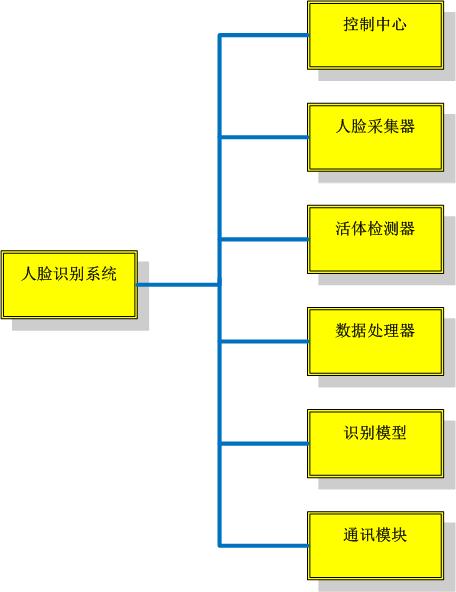 控制中心
人脸采集器
活体检测器
人脸识别系统
数据处理器
识别模型
通讯模块